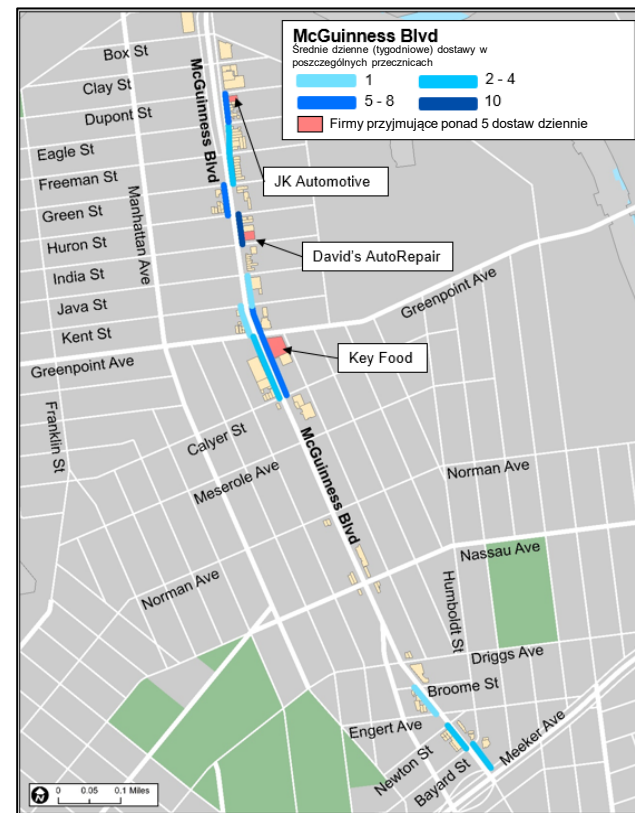 McGuinness Blvd
Średnie dzienne (tygodniowe) dostawy w
poszczególnych przecznicach
1
2 - 4
5 - 8
10
Firmy przyjmujące ponad 5 dostaw dziennie
Box St
Clay St
Dupont St
Eagle St
Freeman St
Green St
Huron St
India St
Java St
Kent St
Greenpoint Ave
McGuinness Blvd
Manhattan Ave
JK Automotive
David's AutoRepair
Greenpoint Ave
Key Food
Franklin St
Calyer St
Meserole Ave
McGuinness Blvd
Norman Ave
Norman Ave
Nassau Ave
Humboldt St
Driggs Ave
Broome St
Engert Ave
Newton St
Bayard St
Meeker Ave
N
0 0.05 0.1 Miles